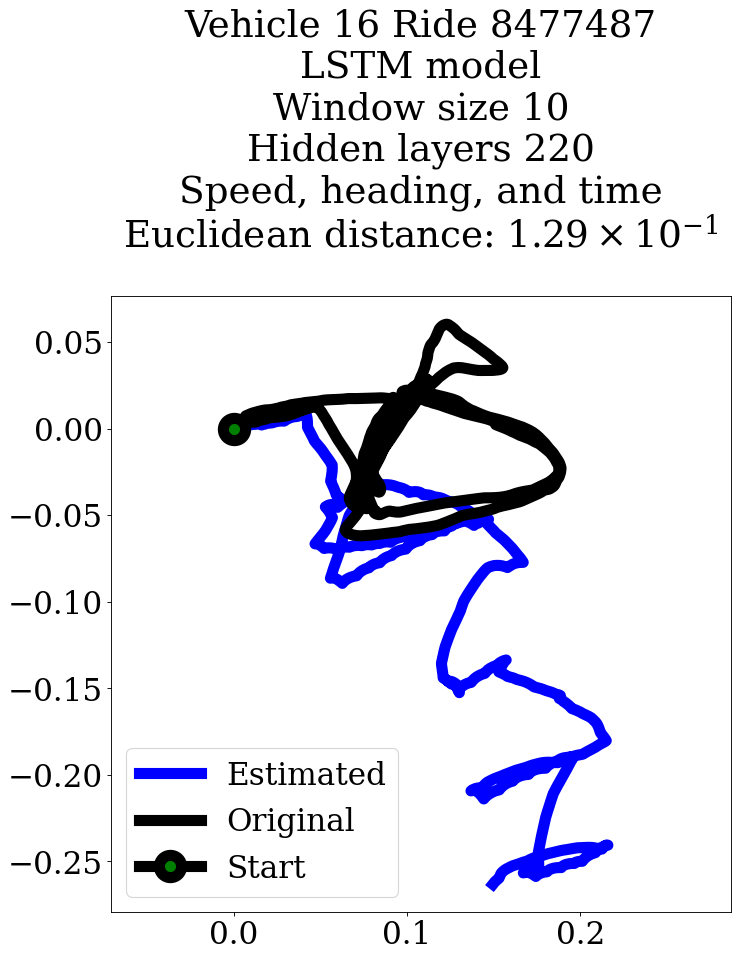 Vehicle 16 Ride 8477487
LSTM model
Window size 10
Hidden layers 220
Speed, heading, and time
Euclidean distance: 1.29 × 10⁻¹
0.05
0.00
−0.05
−0.10
−0.15
−0.20
−0.25
Estimated
Original
Start
0.0 0.1 0.2